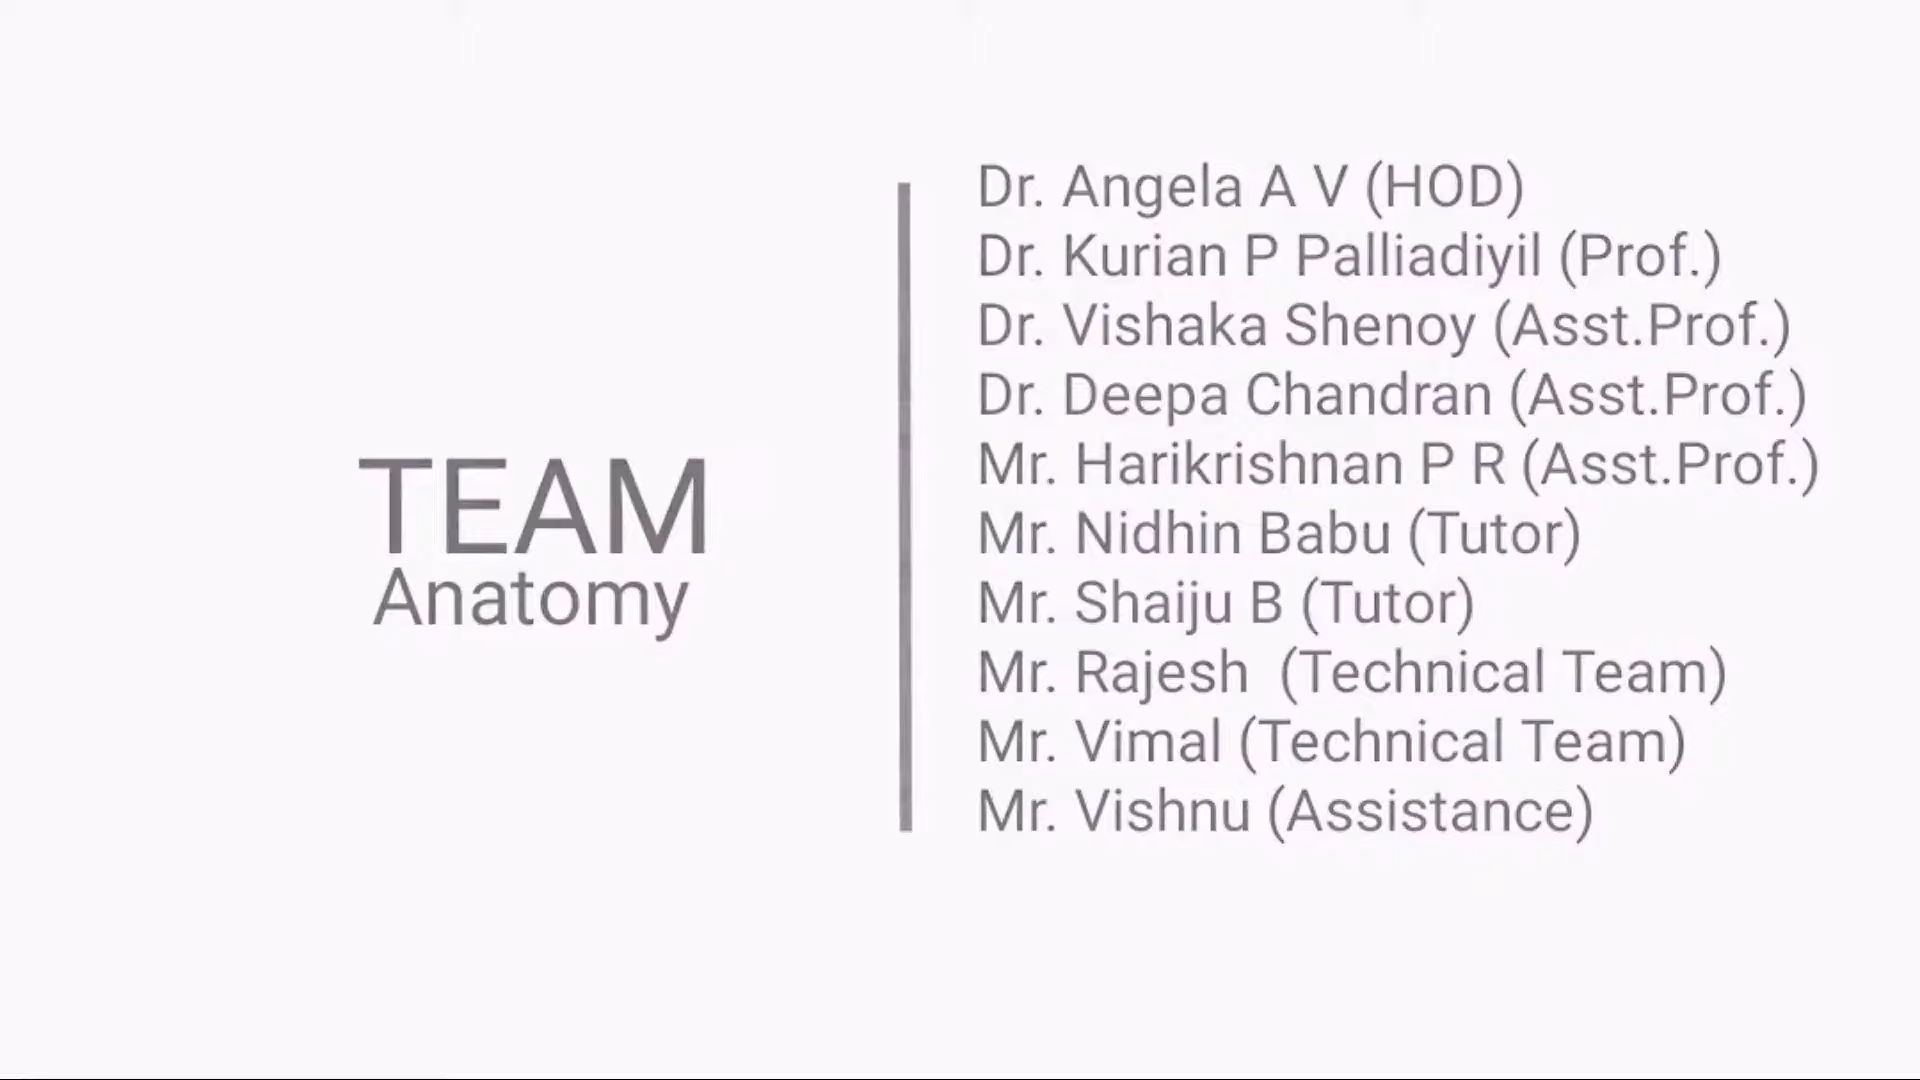 TEAM
Anatomy
Dr. Angela A V (HOD)
Dr. Kurian P Palliadiyil (Prof.)
Dr. Vishaka Shenoy (Asst.Prof.)
Dr. Deepa Chandran (Asst.Prof.)
Mr. Harikrishnan P R (Asst.Prof.)
Mr. Nidhin Babu (Tutor)
Mr. Shaiju B (Tutor)
Mr. Rajesh  (Technical Team)
Mr. Vimal (Technical Team)
Mr. Vishnu (Assistance)